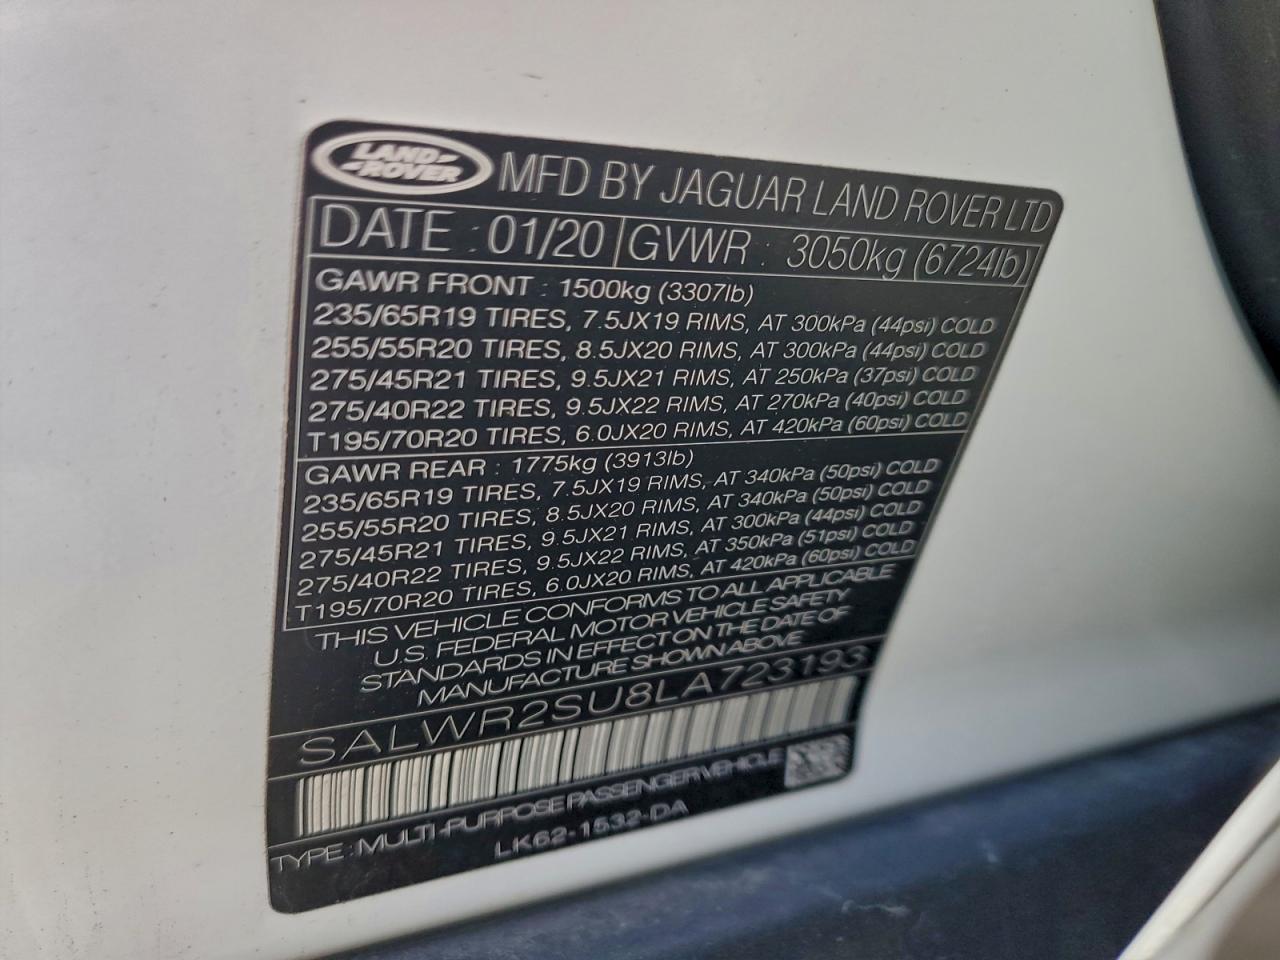 LAND ROVER MFD BY JAGUAR LAND ROVER LTD
DATE : 01/20 GVWR : 3050kg (6724lb)
GAWR FRONT : 1500kg (3307lb)
235/65R19 TIRES, 7.5JX19 RIMS, AT 300kPa (44psi) COLD
255/55R20 TIRES, 8.5JX20 RIMS, AT 300kPa (44psi) COLD
275/45R21 TIRES, 9.5JX21 RIMS, AT 250kPa (37psi) COLD
275/40R22 TIRES, 9.5JX22 RIMS, AT 270kPa (40psi) COLD
T195/70R20 TIRES, 6.0JX20 RIMS, AT 420kPa (60psi) COLD
GAWR REAR : 1775kg (3913lb)
235/65R19 TIRES, 7.5JX19 RIMS, AT 340kPa (50psi) COLD
255/55R20 TIRES, 8.5JX20 RIMS, AT 340kPa (50psi) COLD
275/45R21 TIRES, 9.5JX21 RIMS, AT 300kPa (44psi) COLD
275/40R22 TIRES, 9.5JX22 RIMS, AT 350kPa (51psi) COLD
T195/70R20 TIRES, 6.0JX20 RIMS, AT 420kPa (60psi) COLD
THIS VEHICLE CONFORMS TO ALL APPLICABLE
U.S. FEDERAL MOTOR VEHICLE SAFETY
STANDARDS IN EFFECT ON THE DATE OF
MANUFACTURE SHOWN ABOVE
SALWR2SU8LA723193
TYPE : MULTI-PURPOSE PASSENGER VEHICLE
LK62-1532-DA